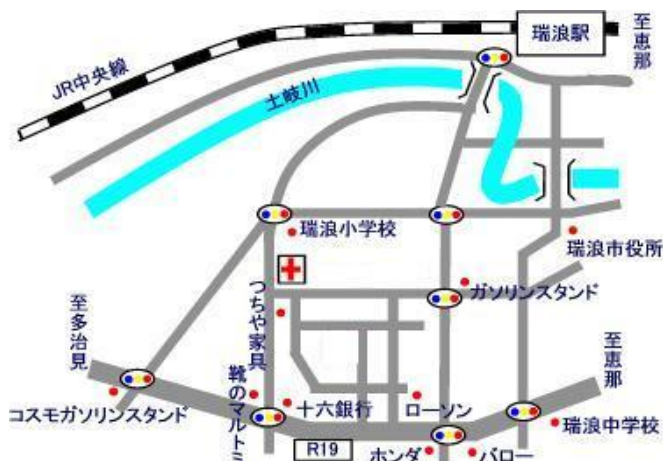 瑞浪駅
至恵那
JR中央線
土岐川
瑞浪小学校
瑞浪市役所
つちや家具
ガソリンスタンド
至多治見
至恵那
コスモガソリンスタンド
靴のマルトミ
十六銀行
ローソン
瑞浪中学校
R19
ホンダ
バロー